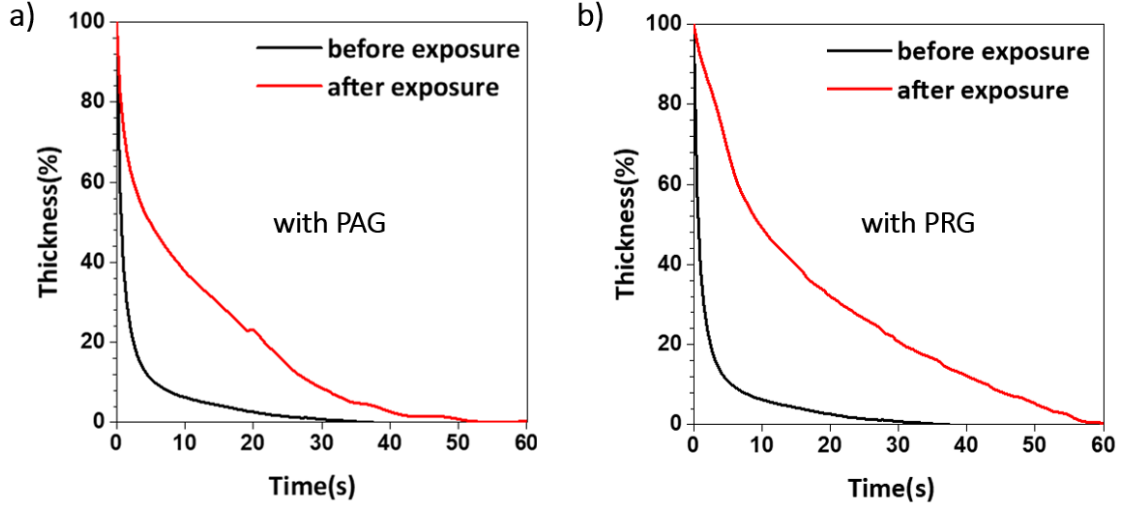 a)
100
80
60
40
20
0
Thickness(%)
before exposure
after exposure
with PAG
0 10 20 30 40 50 60
Time(s)
b)
100
80
60
40
20
0
Thickness(%)
before exposure
after exposure
with PRG
0 10 20 30 40 50 60
Time(s)